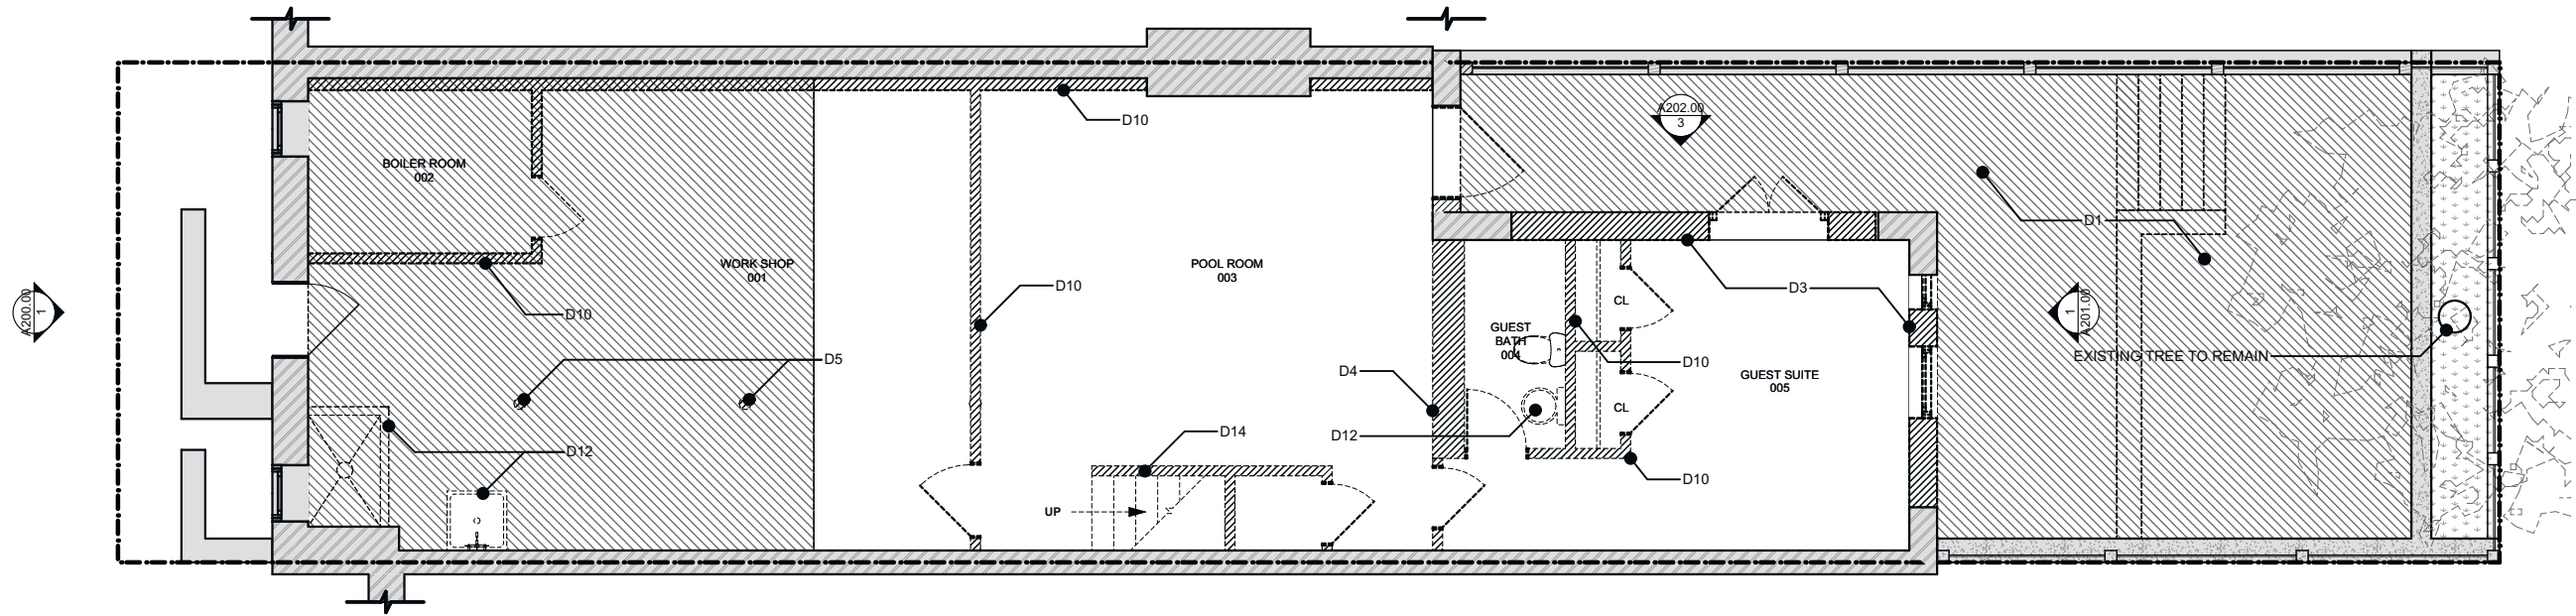 A202.00
3
D10
BOILER ROOM
002
D1
WORK SHOP
001
POOL ROOM
003
D10
D3
CL
A200.00
1
D10
1
A201.00
GUEST
BATH
004
EXISTING TREE TO REMAIN
D5
D10
D4
GUEST SUITE
005
CL
D14
D12
D12
D10
UP